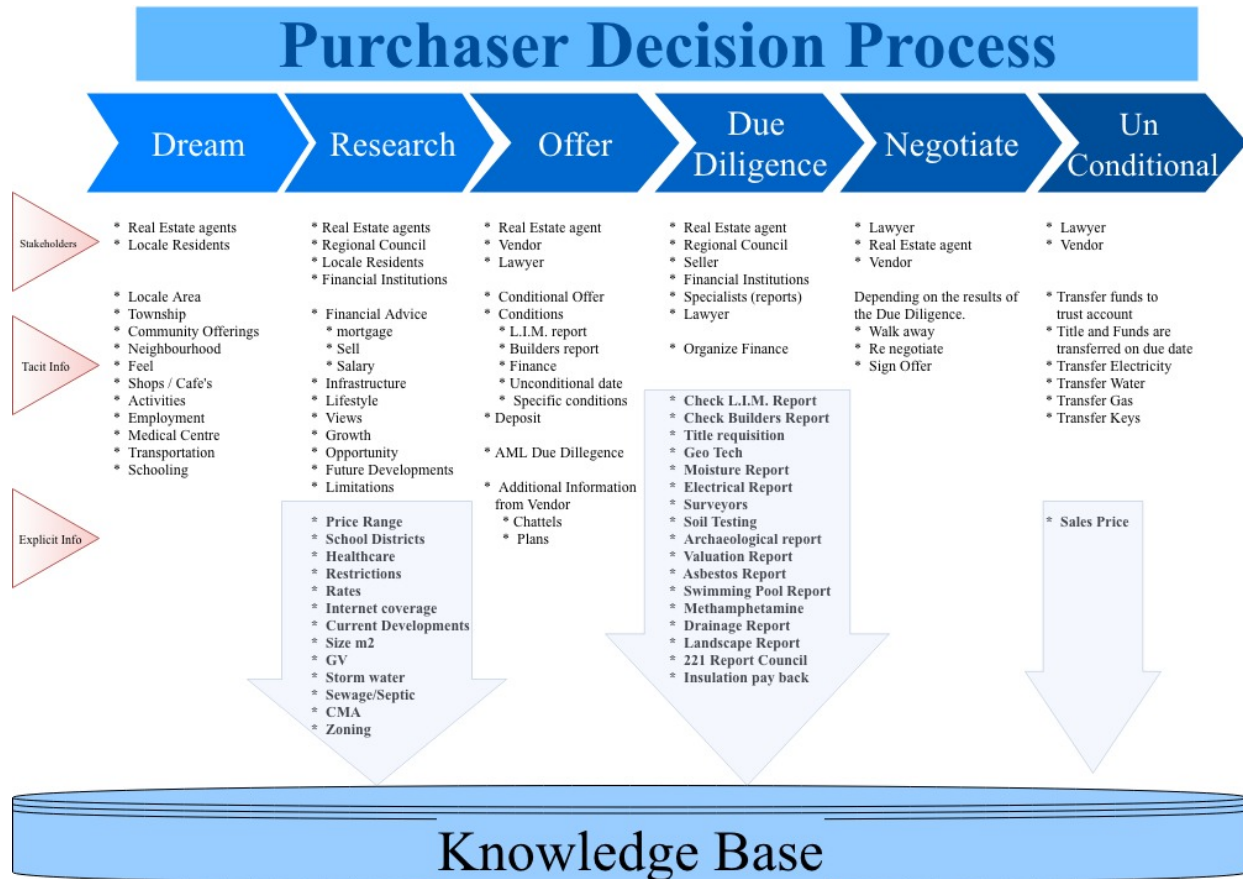 Purchaser Decision Process
Dream
Research
Offer
Due
Diligence
Negotiate
Un
Conditional
Stakeholders
Tacit Info
Explicit Info
* Real Estate agents
* Locale Residents
* Locale Area
* Township
* Community Offerings
* Neighbourhood
* Feel
* Shops / Cafe's
* Activities
* Employment
* Medical Centre
* Transportation
* Schooling
* Real Estate agents
* Regional Council
* Locale Residents
* Financial Institutions
* Financial Advice
* mortgage
* Sell
* Salary
* Infrastructure
* Lifestyle
* Views
* Growth
* Opportunity
* Future Developments
* Limitations
* Price Range
* School Districts
* Healthcare
* Restrictions
* Rates
* Internet coverage
* Current Developments
* Size m2
* GV
* Storm water
* Sewage/Septic
* CMA
* Zoning
* Real Estate agent
* Vendor
* Lawyer
* Conditional Offer
* Conditions
* L.I.M. report
* Builders report
* Finance
* Unconditional date
* Specific conditions
* Deposit
* AML Due Dillegence
* Additional Information
from Vendor
* Chattels
* Plans
* Real Estate agent
* Regional Council
* Seller
* Financial Institutions
* Specialists (reports)
* Lawyer
* Organize Finance
* Check L.I.M. Report
* Check Builders Report
* Title requisition
* Geo Tech
* Moisture Report
* Electrical Report
* Surveyors
* Soil Testing
* Archaeological report
* Valuation Report
* Asbestos Report
* Swimming Pool Report
* Methamphetamine
* Drainage Report
* Landscape Report
* 221 Report Council
* Insulation pay back
* Lawyer
* Real Estate agent
* Vendor
Depending on the results of
the Due Diligence.
* Walk away
* Re negotiate
* Sign Offer
* Lawyer
* Vendor
* Transfer funds to
trust account
* Title and Funds are
transferred on due date
* Transfer Electricity
* Transfer Water
* Transfer Gas
* Transfer Keys
* Sales Price
Knowledge Base